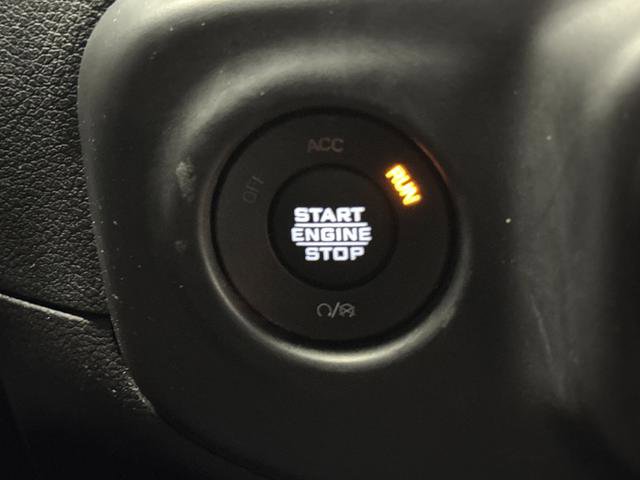 ACC
OFF
RUN
START
ENGINE
STOP